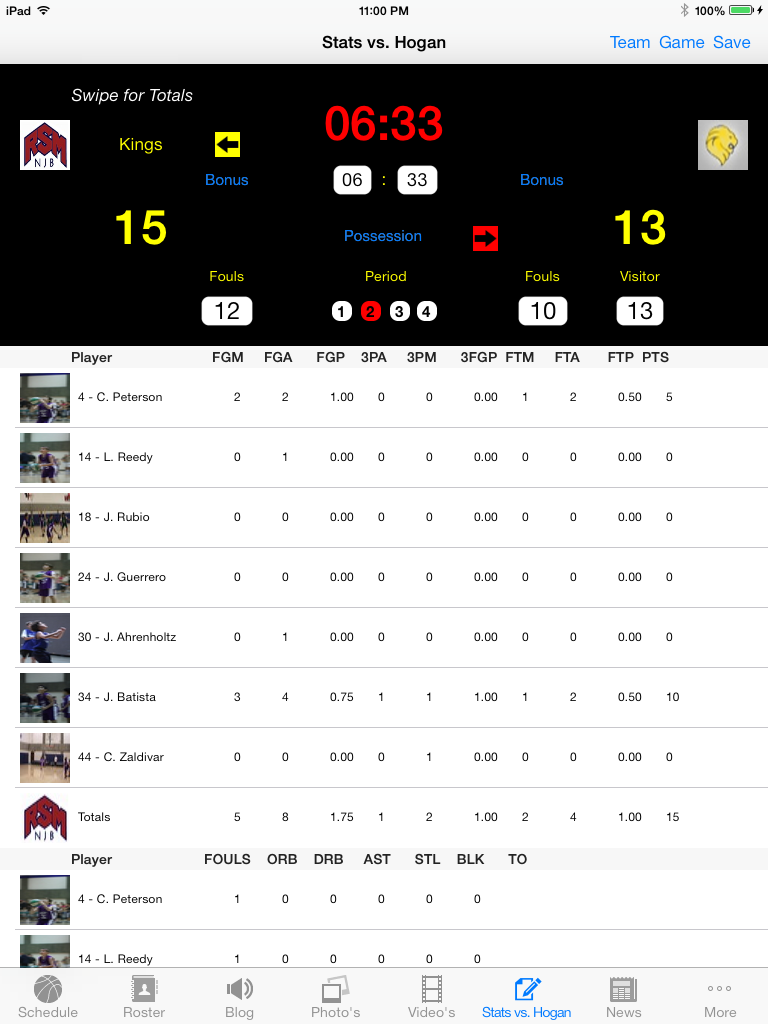 iPad 11:00 PM 100%
Stats vs. Hogan Team Game Save
Swipe for Totals
06:33
RSM
NJB
Kings
Bonus 06 : 33 Bonus
15 13
Possession
Fouls Period Fouls Visitor
12 1 2 3 4 10 13
Player FGM FGA FGP 3PA 3PM 3FGP FTM FTA FTP PTS
4 - C. Peterson 2 2 1.00 0 0 0.00 1 2 0.50 5
14 - L. Reedy 0 1 0.00 0 0 0.00 0 0 0.00 0
18 - J. Rubio 0 0 0.00 0 0 0.00 0 0 0.00 0
24 - J. Guerrero 0 0 0.00 0 0 0.00 0 0 0.00 0
30 - J. Ahrenholtz 0 1 0.00 0 0 0.00 0 0 0.00 0
34 - J. Batista 3 4 0.75 1 1 1.00 1 2 0.50 10
44 - C. Zaldivar 0 0 0.00 0 1 0.00 0 0 0.00 0
RSM
NJB
Totals 5 8 1.75 1 2 1.00 2 4 1.00 15
Player FOULS ORB DRB AST STL BLK TO
4 - C. Peterson 1 0 0 0 0 0
14 - L. Reedy 1 0 0 0 0 0
Schedule Roster Blog Photo's Video's Stats vs. Hogan News More